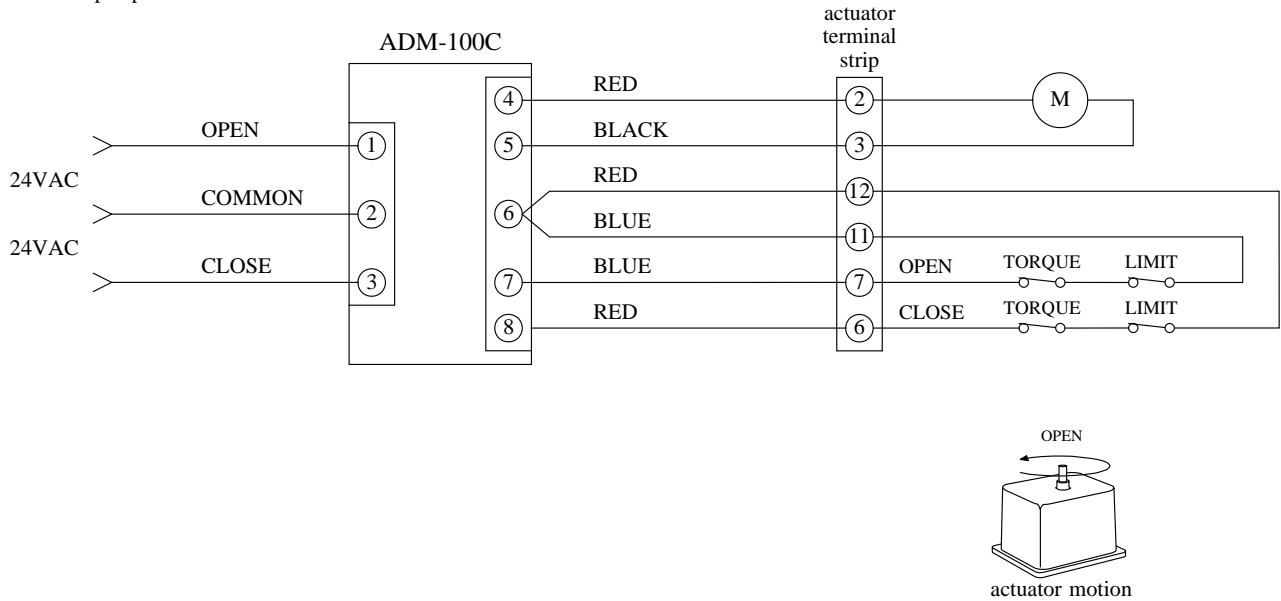 actuator
terminal
strip
ADM-100C
4 RED 2 M
OPEN 1 5 BLACK 3
24VAC RED 12
COMMON 2 6
BLUE 11
24VAC
CLOSE 3 7 BLUE 7 OPEN TORQUE LIMIT
8 RED 6 CLOSE TORQUE LIMIT
OPEN
actuator motion